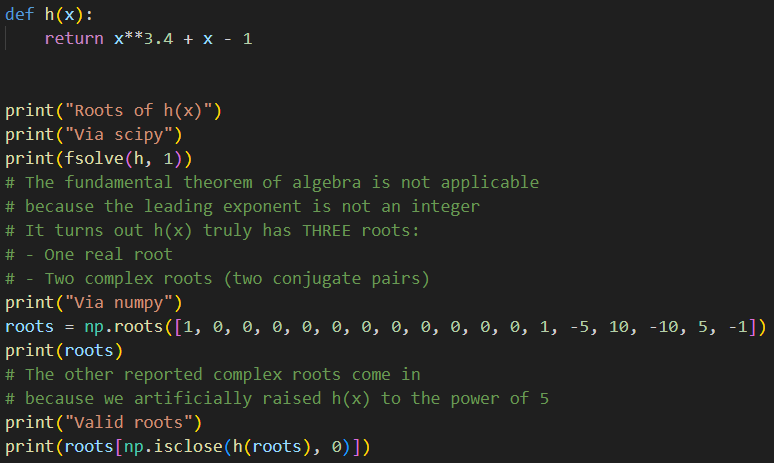 def h(x):
    return x**3.4 + x - 1
print("Roots of h(x)")
print("Via scipy")
print(fsolve(h, 1))
# The fundamental theorem of algebra is not applicable
# because the leading exponent is not an integer
# It turns out h(x) truly has THREE roots:
# - One real root
# - Two complex roots (two conjugate pairs)
print("Via numpy")
roots = np.roots([1, 0, 0, 0, 0, 0, 0, 0, 0, 0, 0, 0, 1, -5, 10, -10, 5, -1])
print(roots)
# The other reported complex roots come in
# because we artificially raised h(x) to the power of 5
print("Valid roots")
print(roots[np.isclose(h(roots), 0)])